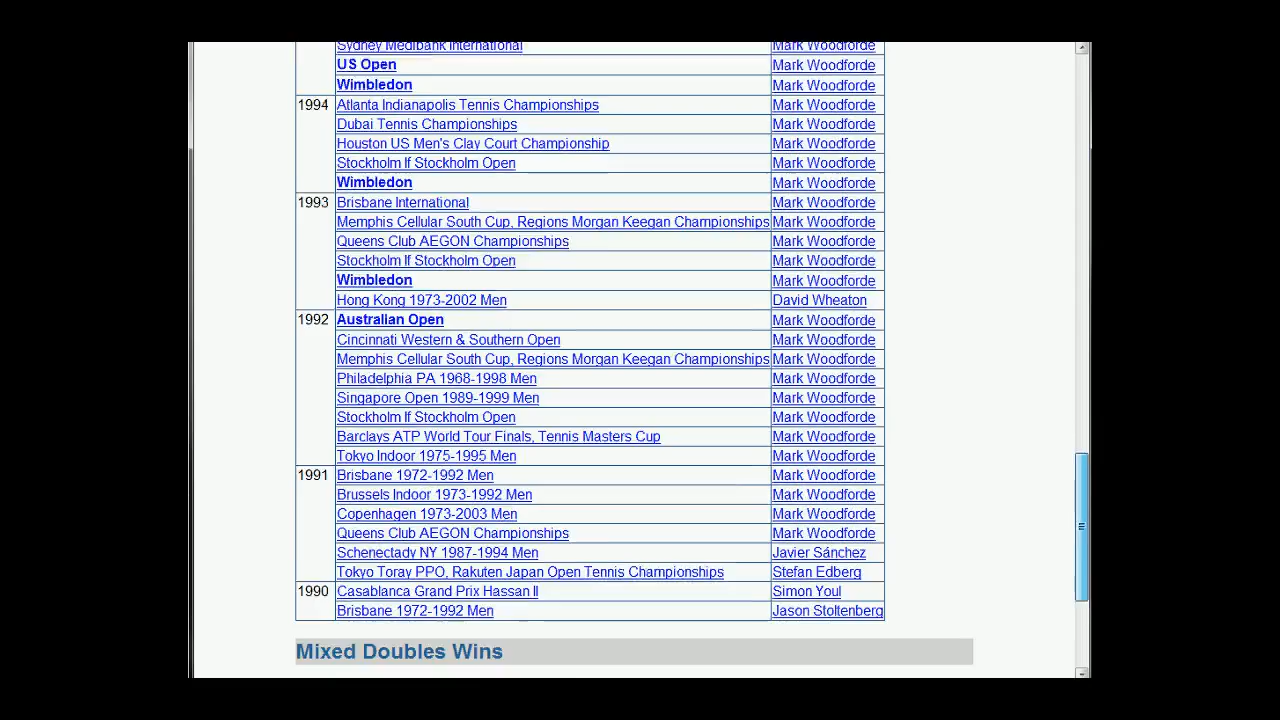 Sydney Medibank International Mark Woodforde
US Open Mark Woodforde
Wimbledon Mark Woodforde
1994 Atlanta Indianapolis Tennis Championships Mark Woodforde
Dubai Tennis Championships Mark Woodforde
Houston US Men's Clay Court Championship Mark Woodforde
Stockholm If Stockholm Open Mark Woodforde
Wimbledon Mark Woodforde
1993 Brisbane International Mark Woodforde
Memphis Cellular South Cup, Regions Morgan Keegan Championships Mark Woodforde
Queens Club AEGON Championships Mark Woodforde
Stockholm If Stockholm Open Mark Woodforde
Wimbledon Mark Woodforde
Hong Kong 1973-2002 Men David Wheaton
1992 Australian Open Mark Woodforde
Cincinnati Western & Southern Open Mark Woodforde
Memphis Cellular South Cup, Regions Morgan Keegan Championships Mark Woodforde
Philadelphia PA 1968-1998 Men Mark Woodforde
Singapore Open 1989-1999 Men Mark Woodforde
Stockholm If Stockholm Open Mark Woodforde
Barclays ATP World Tour Finals, Tennis Masters Cup Mark Woodforde
Tokyo Indoor 1975-1995 Men Mark Woodforde
1991 Brisbane 1972-1992 Men Mark Woodforde
Brussels Indoor 1973-1992 Men Mark Woodforde
Copenhagen 1973-2003 Men Mark Woodforde
Queens Club AEGON Championships Mark Woodforde
Schenectady NY 1987-1994 Men Javier Sánchez
Tokyo Toray PPO, Rakuten Japan Open Tennis Championships Stefan Edberg
1990 Casablanca Grand Prix Hassan II Simon Youl
Brisbane 1972-1992 Men Jason Stoltenberg
Mixed Doubles Wins